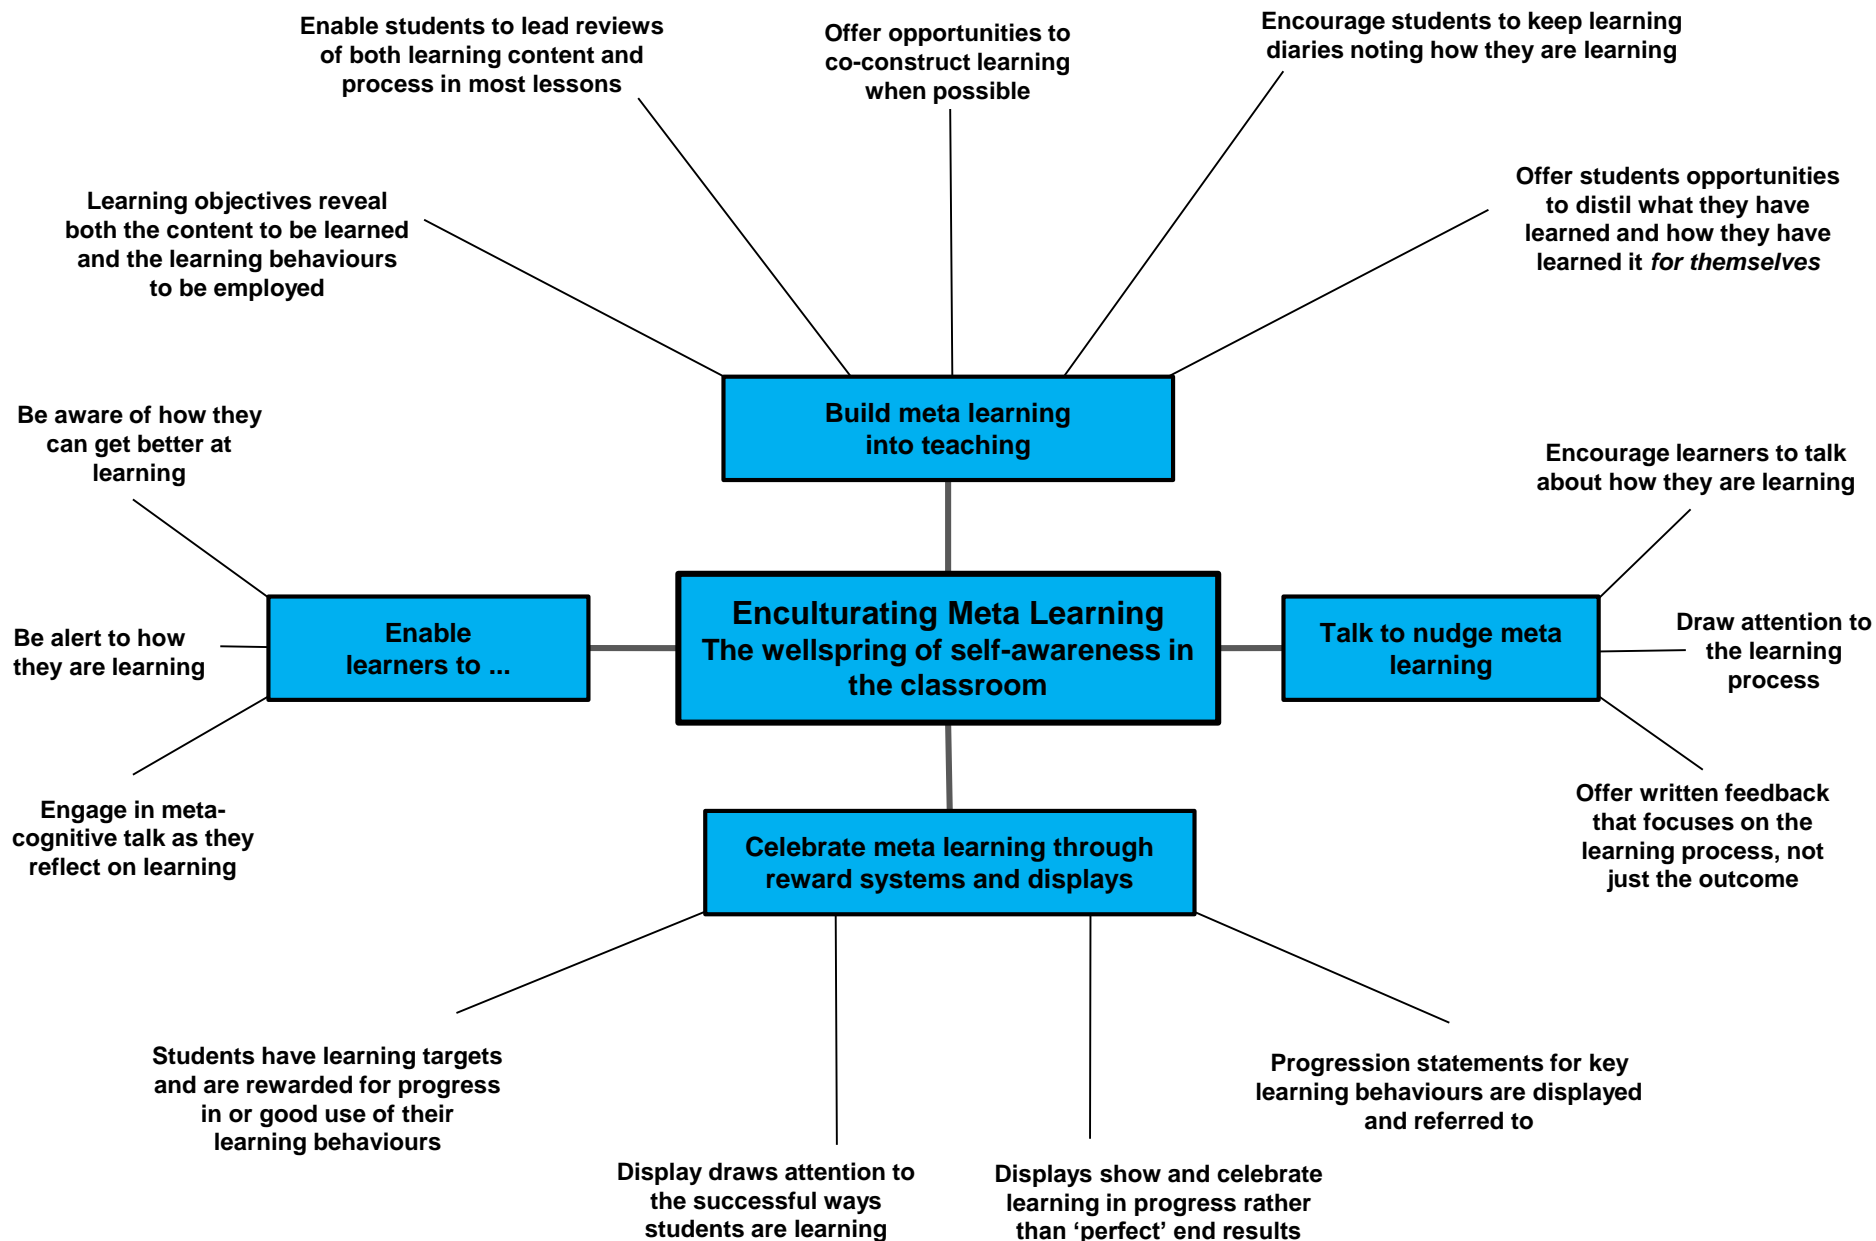 Enable students to lead reviews
of both learning content and
process in most lessons
Offer opportunities to
co-construct learning
when possible
Encourage students to keep learning
diaries noting how they are learning
Learning objectives reveal
both the content to be learned
and the learning behaviours
to be employed
Offer students opportunities
to distil what they have
learned and how they have
learned it for themselves
Build meta learning
into teaching
Be aware of how they
can get better at
learning
Be alert to how
they are learning
Engage in meta-
cognitive talk as they
reflect on learning
Enable
learners to ...
Enculturating Meta Learning
The wellspring of self-awareness in
the classroom
Talk to nudge meta
learning
Encourage learners to talk
about how they are learning
Draw attention to
the learning
process
Offer written feedback
that focuses on the
learning process, not
just the outcome
Celebrate meta learning through
reward systems and displays
Students have learning targets
and are rewarded for progress
in or good use of their
learning behaviours
Display draws attention to
the successful ways
students are learning
Displays show and celebrate
learning in progress rather
than ‘perfect’ end results
Progression statements for key
learning behaviours are displayed
and referred to